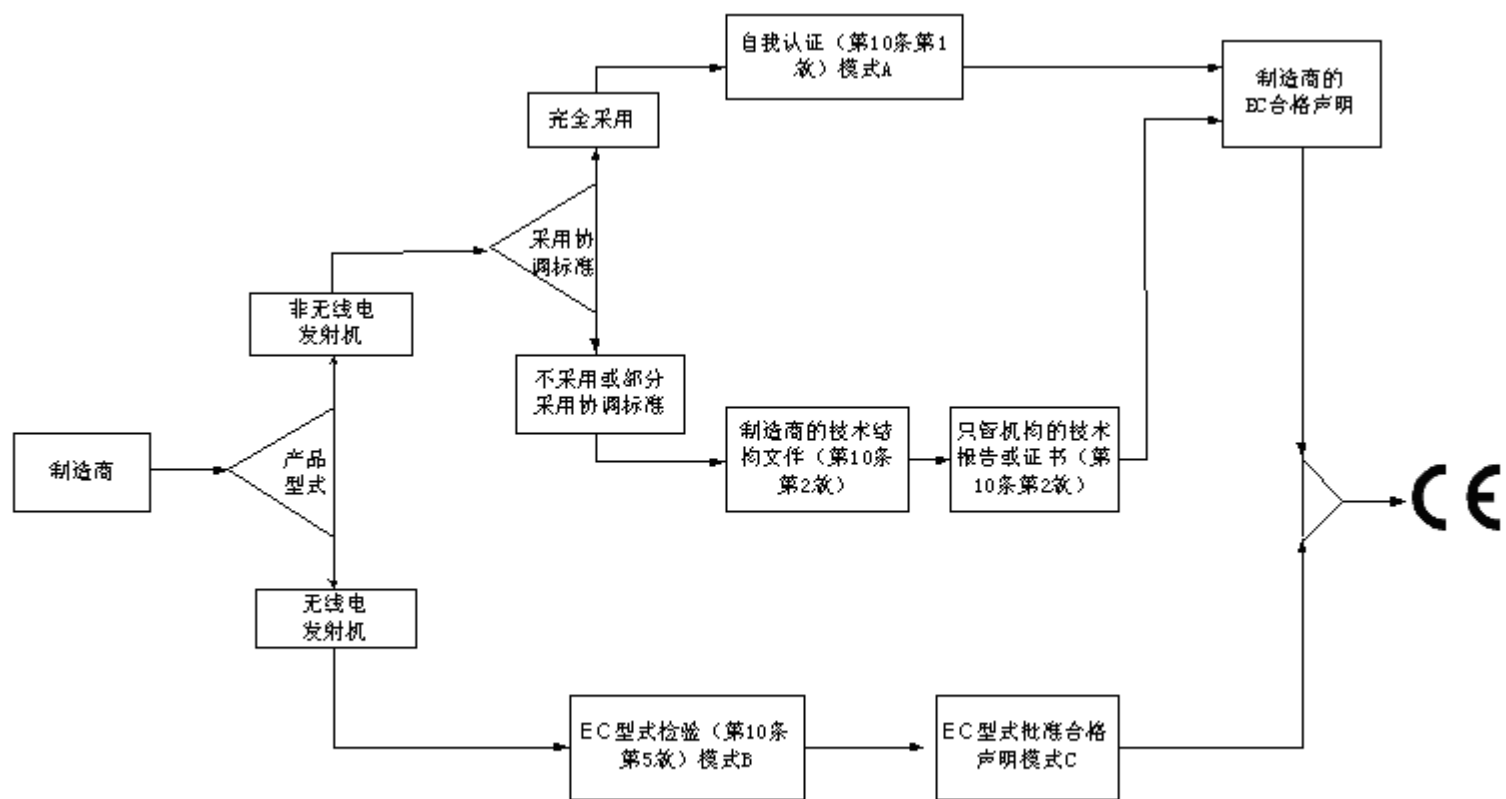 自我认证（第10条第1
款）模式A
制造商的
EC合格声明
完全采用
采用协
调标准
非无线电
发射机
不采用或部分
采用协调标准
制造商
产品
型式
制造商的技术结
构文件（第10条
第2款）
只管机构的技术
报告或证书（第
10条第2款）
CE
无线电
发射机
EC型式检验（第10条
第5款）模式B
EC型式批准合格
声明模式C